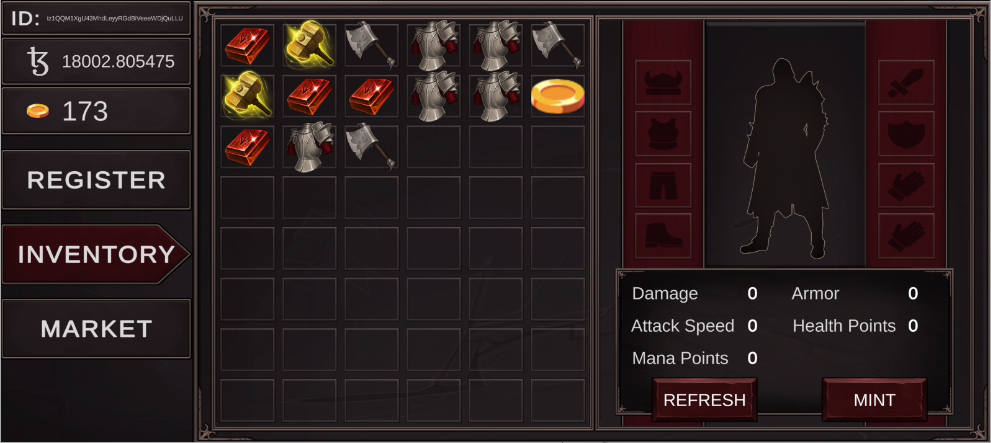 ID:
18002.805475
173
REGISTER
INVENTORY
MARKET
Damage 0 Armor 0
Attack Speed 0 Health Points 0
Mana Points 0
REFRESH MINT